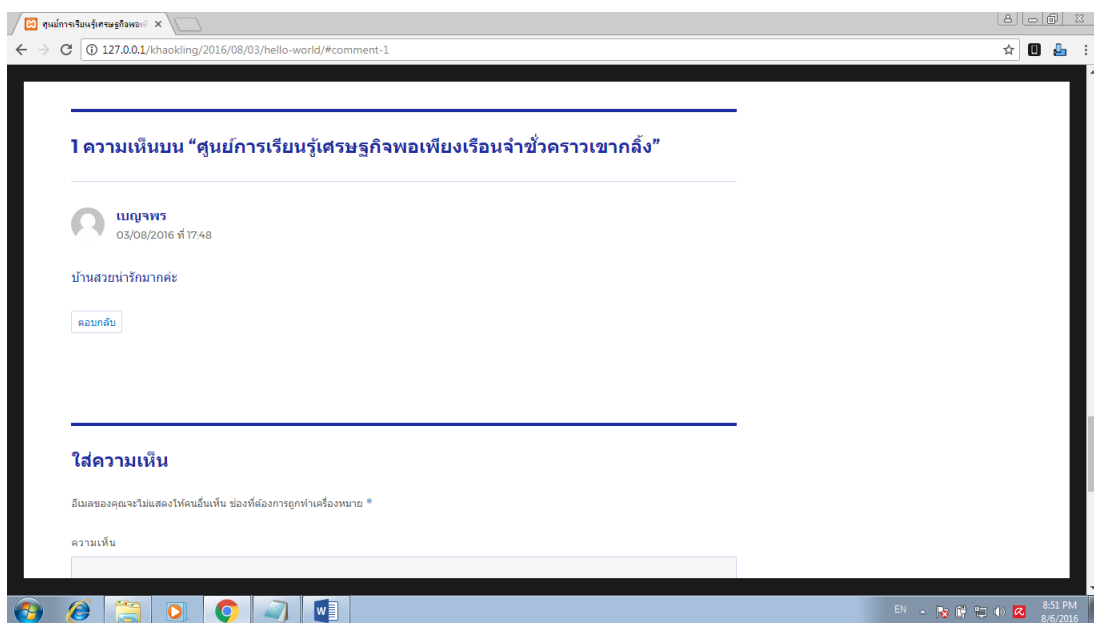 ศูนย์การเรียนรู้เศรษฐกิจพอเพ
127.0.0.1/khaokling/2016/08/03/hello-world/#comment-1
1 ความเห็นบน “ศูนย์การเรียนรู้เศรษฐกิจพอเพียงเรือนจำชั่วคราวเขากลิ้ง”
เบญจพร
03/08/2016 ที่ 17:48
บ้านสวยน่ารักมากค่ะ
ตอบกลับ
ใส่ความเห็น
อีเมลของคุณจะไม่แสดงให้คนอื่นเห็น ช่องที่ต้องการถูกทำเครื่องหมาย *
ความเห็น
EN
8:51 PM
8/6/2016